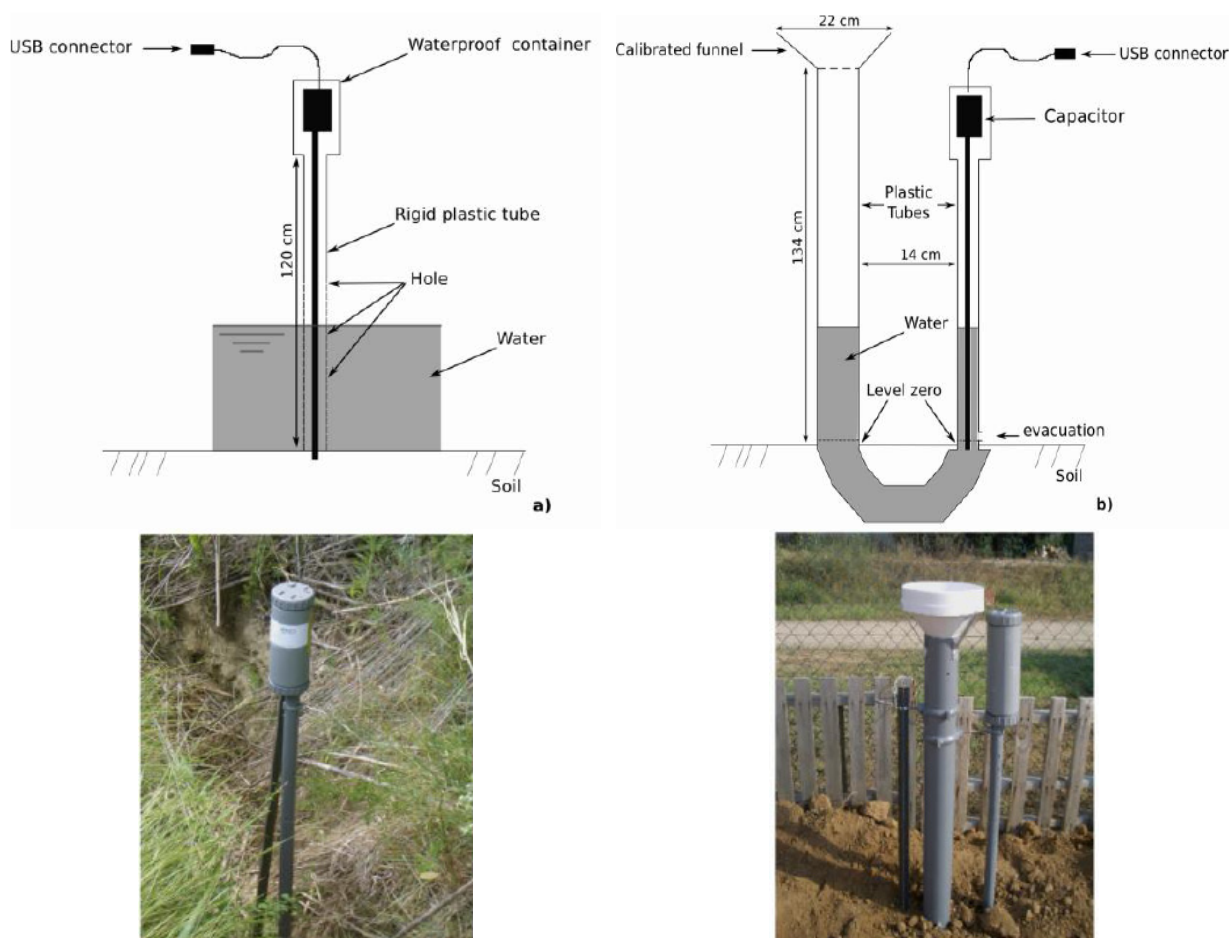 USB connector
Waterproof container
120 cm
Rigid plastic tube
Hole
Water
Soil
a)
22 cm
Calibrated funnel
USB connector
Capacitor
134 cm
Plastic
Tubes
14 cm
Water
Level zero
evacuation
Soil
b)